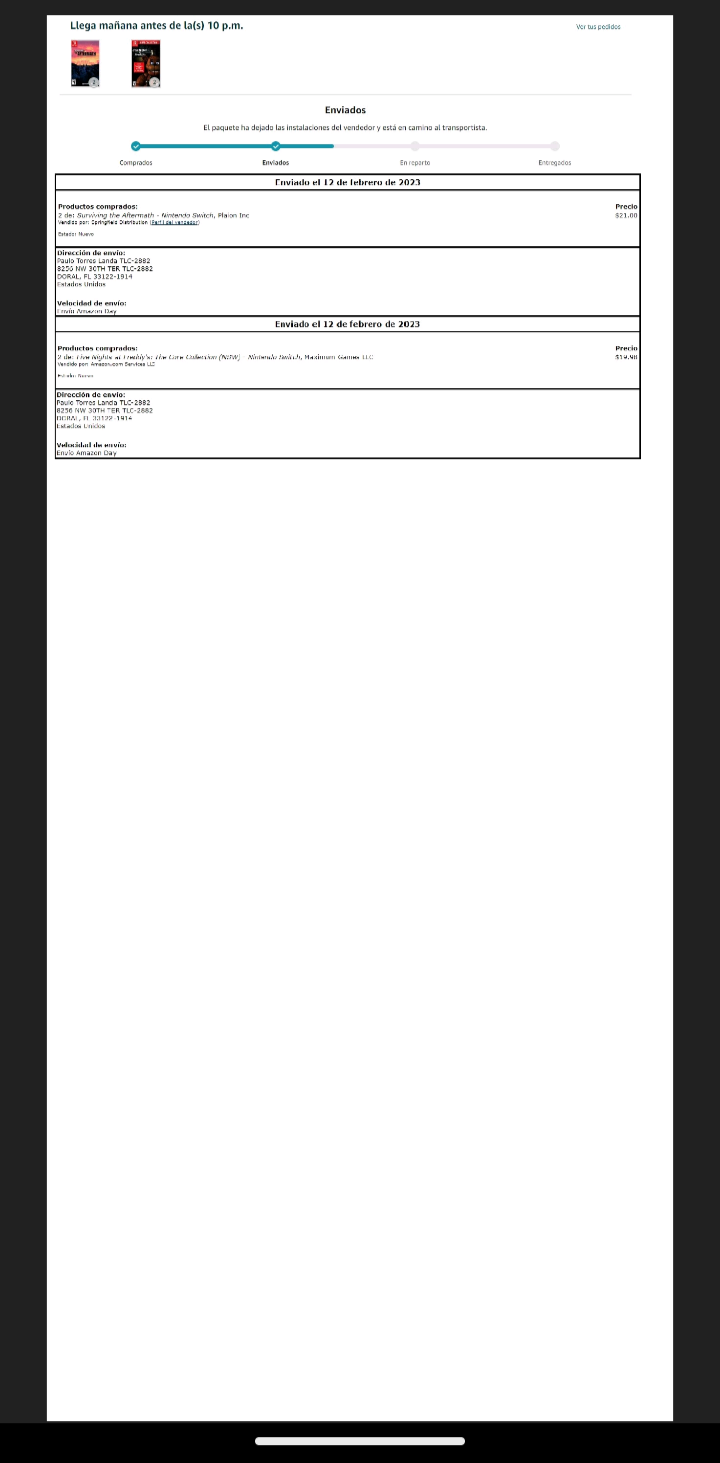 Llega mañana antes de la(s) 10 p.m.
Ver tus pedidos
2
2
Enviados
El paquete ha dejado las instalaciones del vendedor y está en camino al transportista.
Comprados
Enviados
En reparto
Entregados
Enviado el 12 de febrero de 2023
Productos comprados: Precio
2 de: Surviving the Aftermath - Nintendo Switch, Plaion Inc $21.00
Vendido por: Springfield Distribution (Perfil del vendedor)
Estado: Nuevo
Dirección de envío:
Paulo Torres Landa TLC-2882
8256 NW 30TH TER TLC-2882
DORAL, FL 33122-1914
Estados Unidos
Velocidad de envío:
Envío Amazon Day
Enviado el 12 de febrero de 2023
Productos comprados: Precio
2 de: Five Nights at Freddy's: The Core Collection (NSW) - Nintendo Switch, Maximum Games LLC $19.98
Vendido por: Amazon.com Services LLC
Estado: Nuevo
Dirección de envío:
Paulo Torres Landa TLC-2882
8256 NW 30TH TER TLC-2882
DORAL, FL 33122-1914
Estados Unidos
Velocidad de envío:
Envío Amazon Day